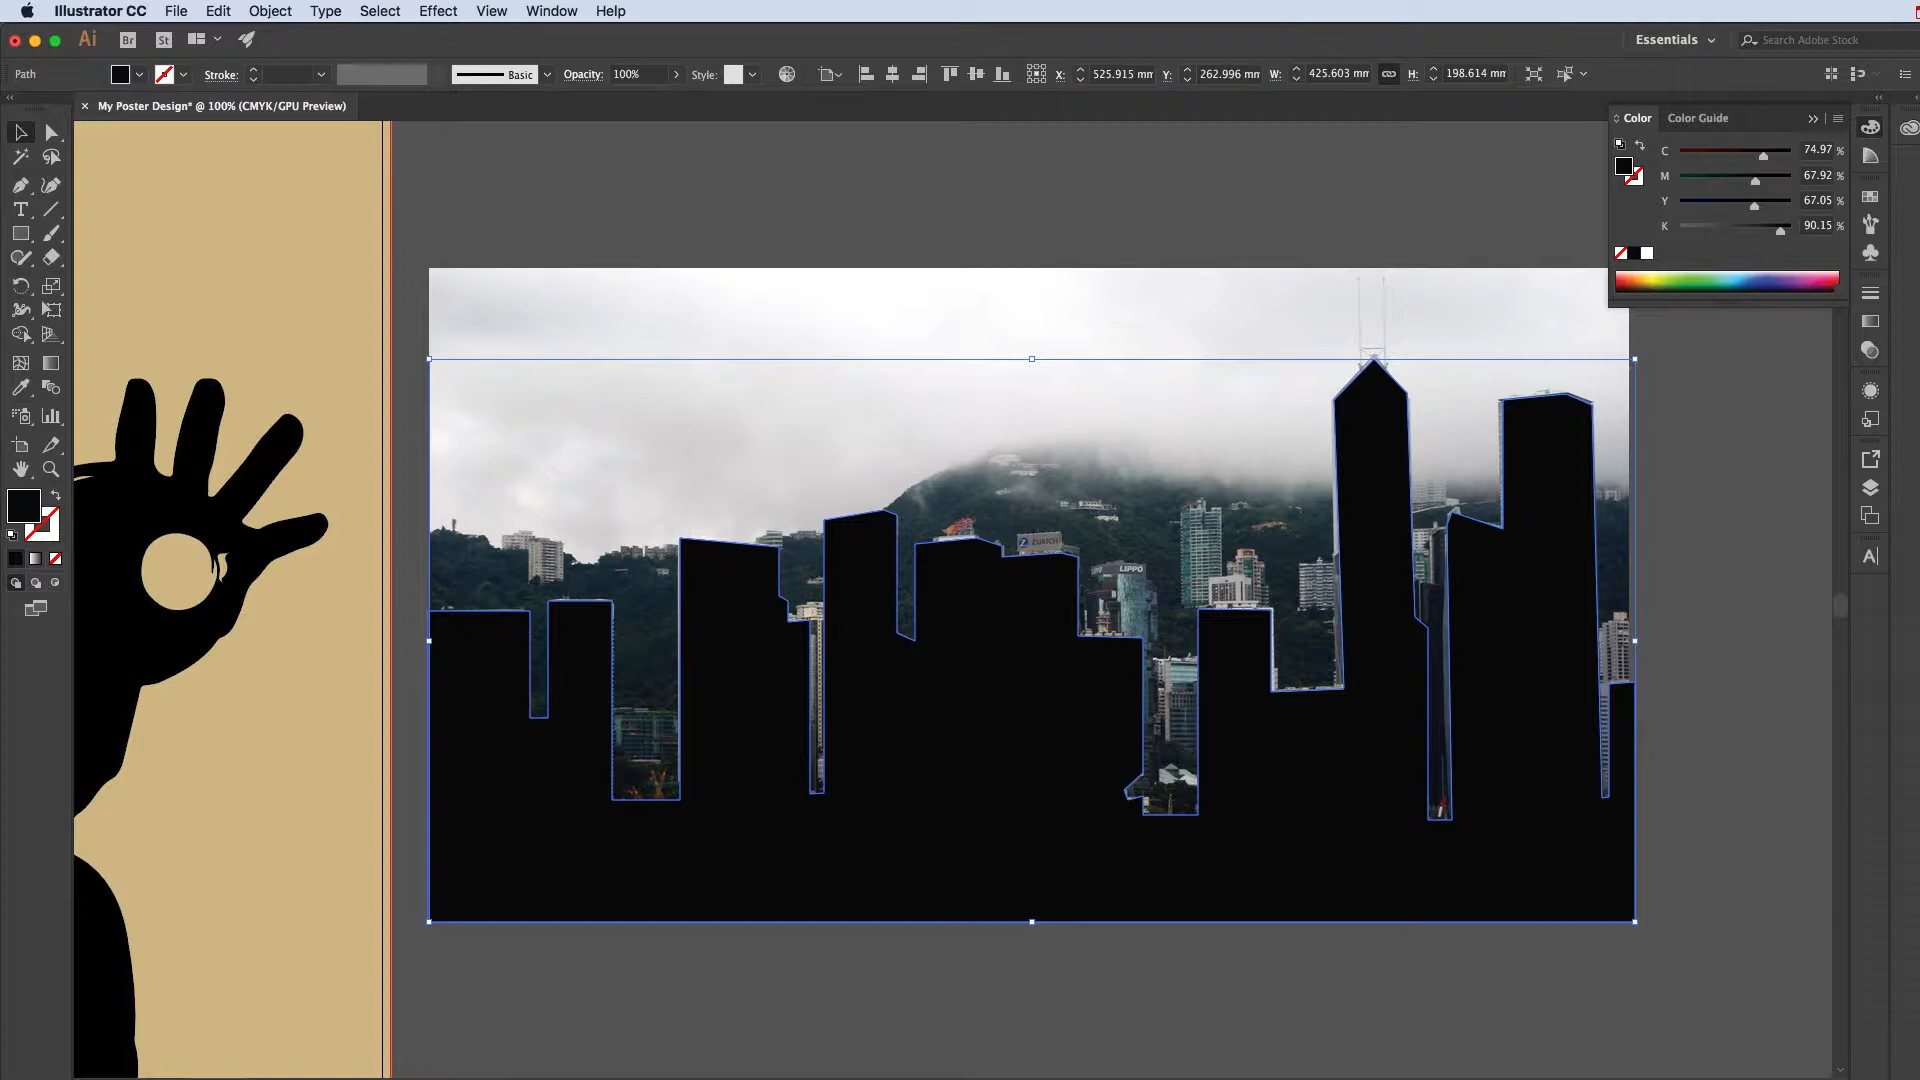 Illustrator CC File Edit Object Type Select Effect View Window Help
Ai Br St Essentials Search Adobe Stock
Path Stroke: Basic Opacity: 100% Style: X: 525.915 mm Y: 262.996 mm W: 425.603 mm H: 198.614 mm
× My Poster Design* @ 100% (CMYK/GPU Preview)
Color Color Guide
C 74.97 %
M 67.92 %
Y 67.05 %
K 90.15 %
ZURICH
LIPPO